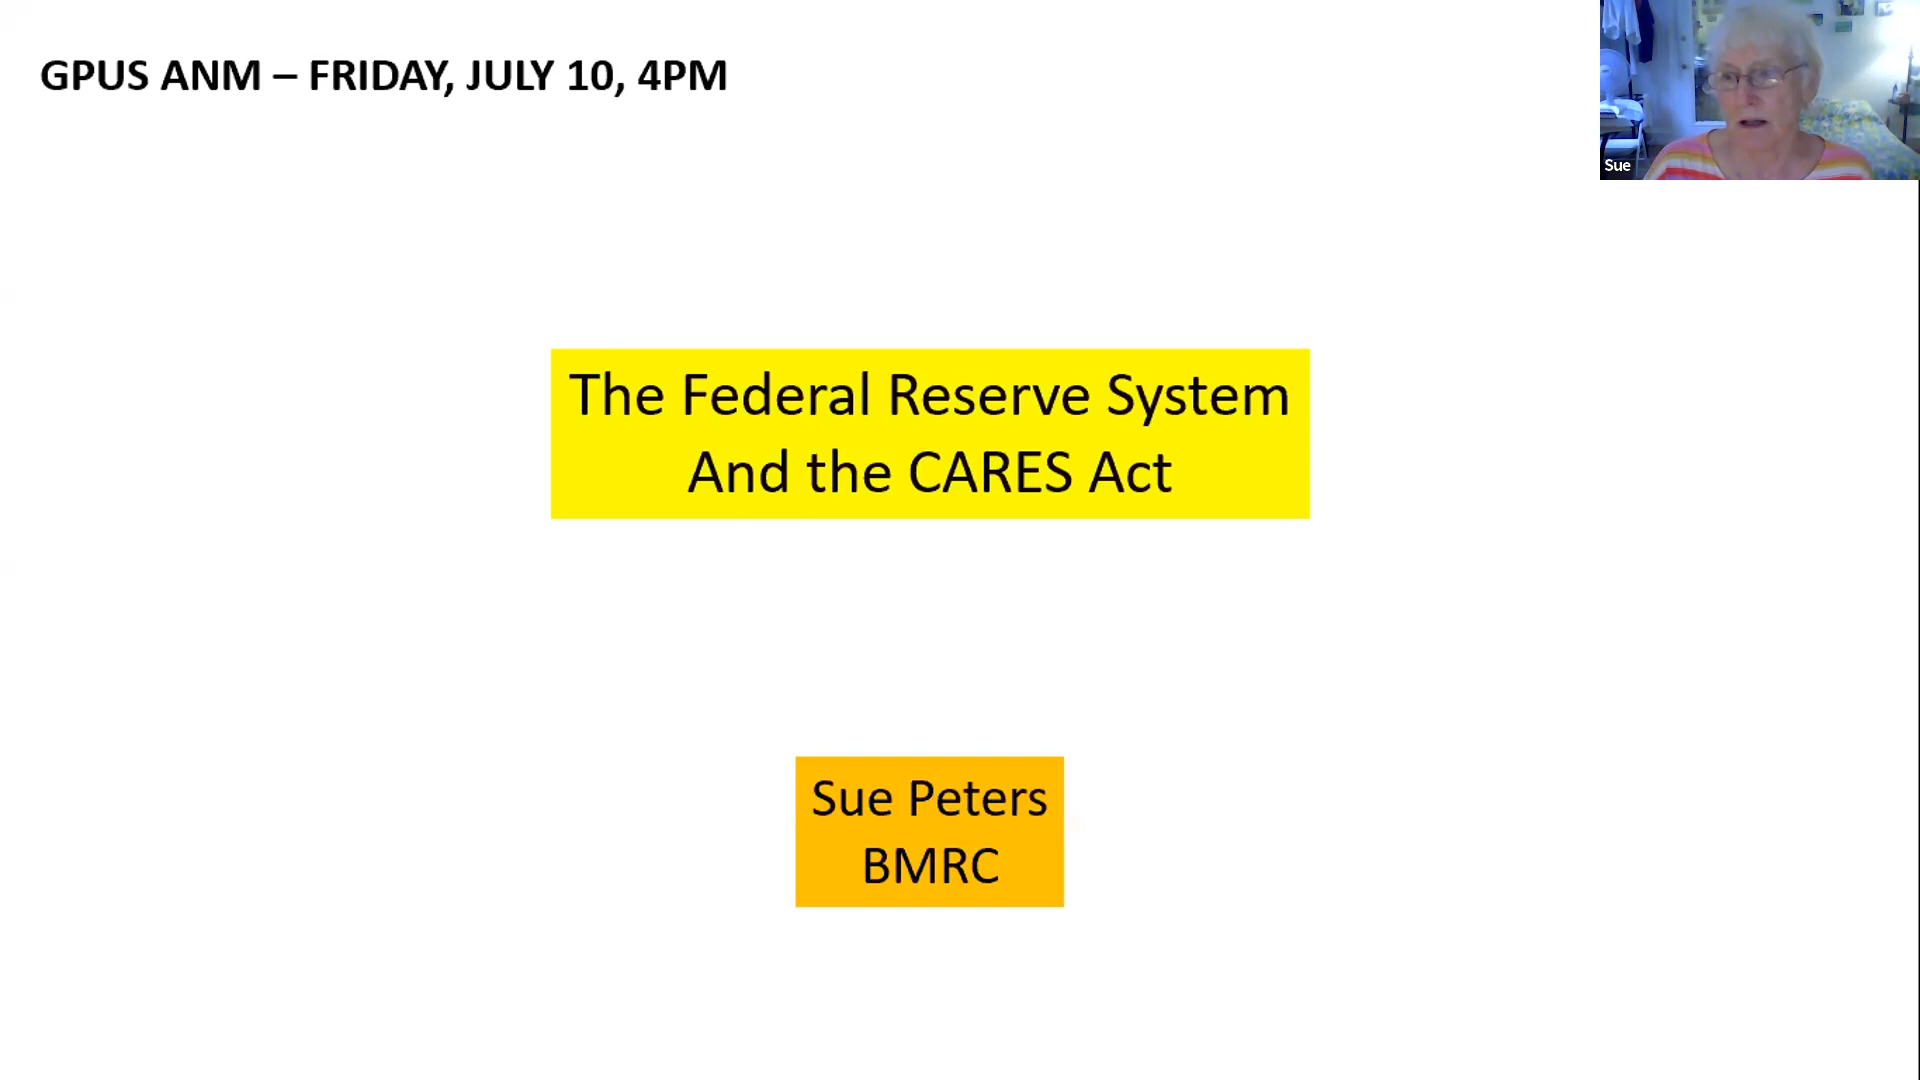 GPUS ANM – FRIDAY, JULY 10, 4PM
Sue
The Federal Reserve System
And the CARES Act
Sue Peters
BMRC